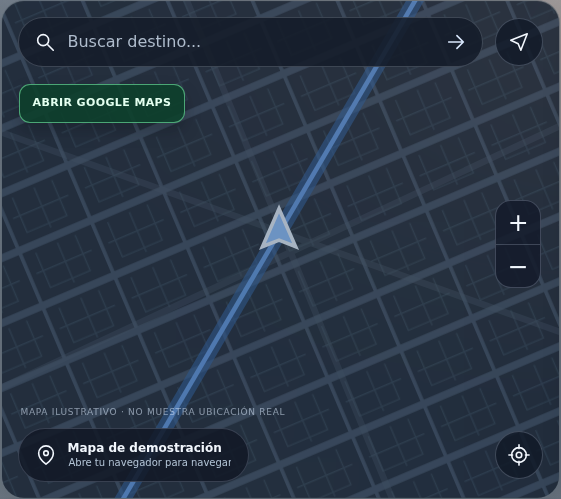 Buscar destino...
ABRIR GOOGLE MAPS
MAPA ILUSTRATIVO · NO MUESTRA UBICACIÓN REAL
Mapa de demostración
Abre tu navegador para navegar